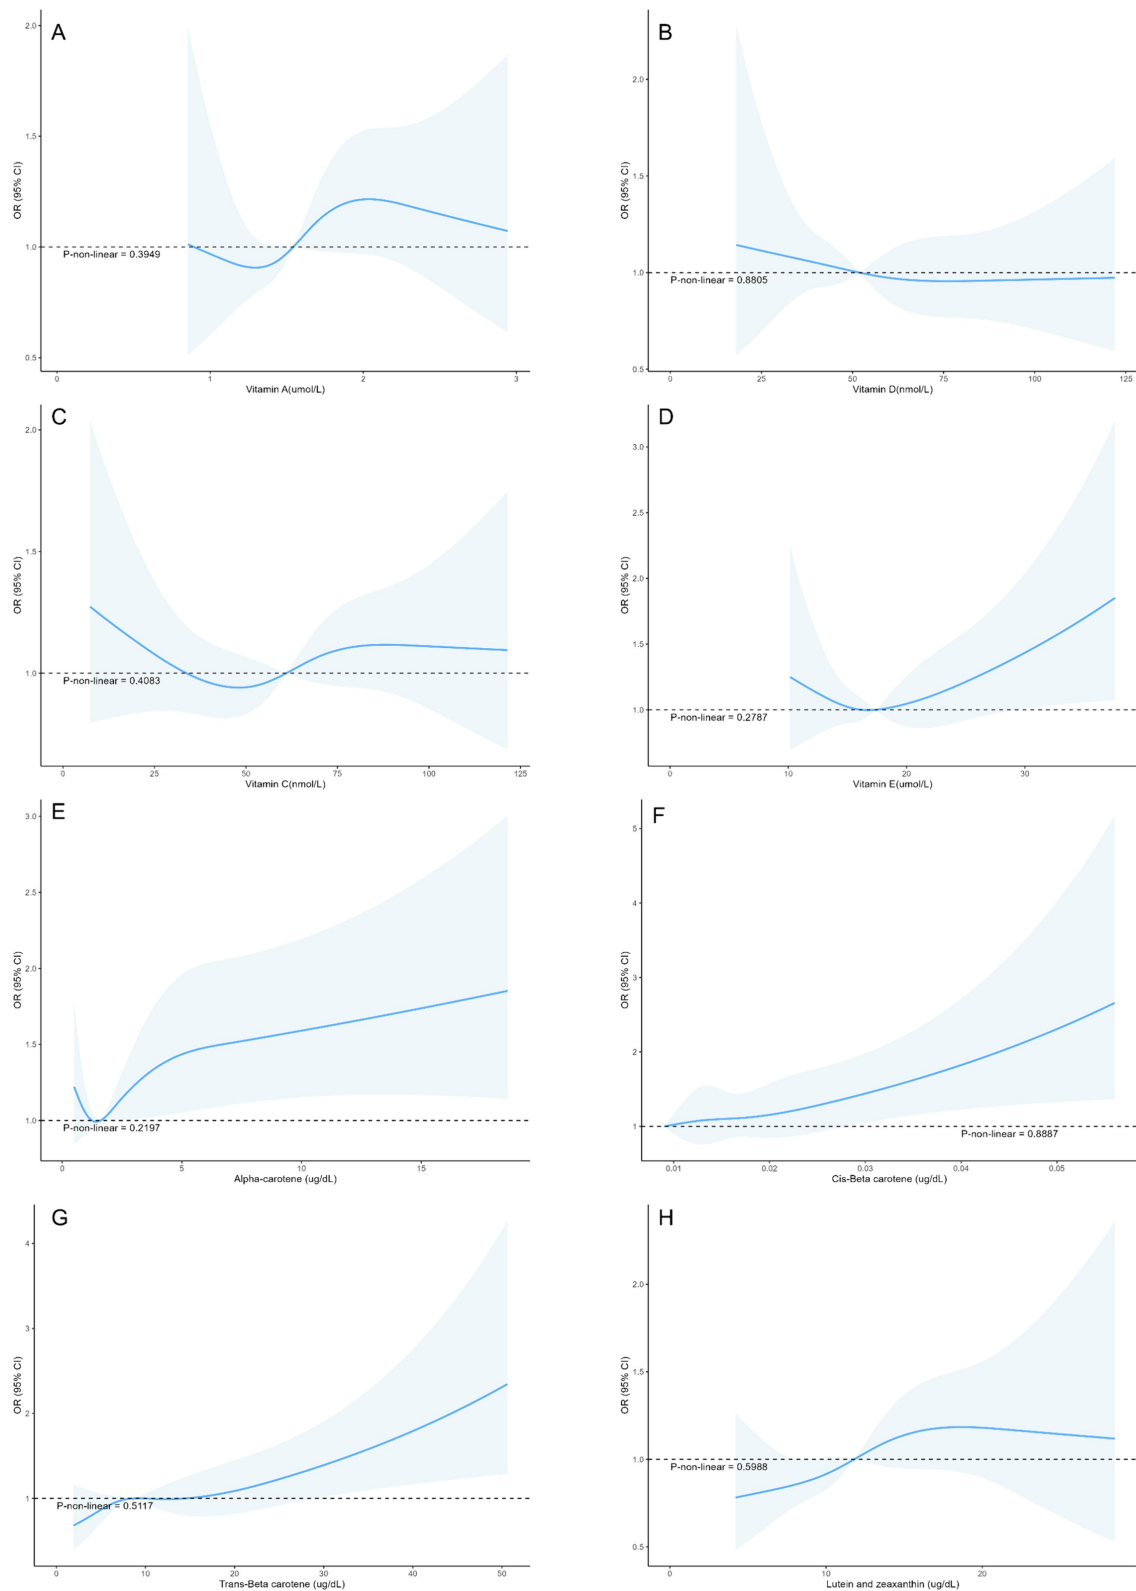 A
2.0
1.5
1.0
0.5
OR (95% CI)
P-non-linear = 0.3949
0 1 2 3
Vitamin A(umol/L)
B
2.0
1.5
1.0
0.5
OR (95% CI)
P-non-linear = 0.8805
0 25 50 75 100 125
Vitamin D(nmol/L)
C
2.0
1.5
1.0
OR (95% CI)
P-non-linear = 0.4083
0 25 50 75 100 125
Vitamin C(nmol/L)
D
3.0
2.5
2.0
1.5
1.0
OR (95% CI)
P-non-linear = 0.2787
0 10 20 30
Vitamin E(umol/L)
E
3.0
2.5
2.0
1.5
1.0
OR (95% CI)
P-non-linear = 0.2197
0 5 10 15
Alpha-carotene (ug/dL)
F
5
4
3
2
1
OR (95% CI)
P-non-linear = 0.8887
0.01 0.02 0.03 0.04 0.05
Cis-Beta carotene (ug/dL)
G
4
3
2
1
OR (95% CI)
P-non-linear = 0.5117
0 10 20 30 40 50
Trans-Beta carotene (ug/dL)
H
2.0
1.5
1.0
0.5
OR (95% CI)
P-non-linear = 0.5988
0 10 20
Lutein and zeaxanthin (ug/dL)